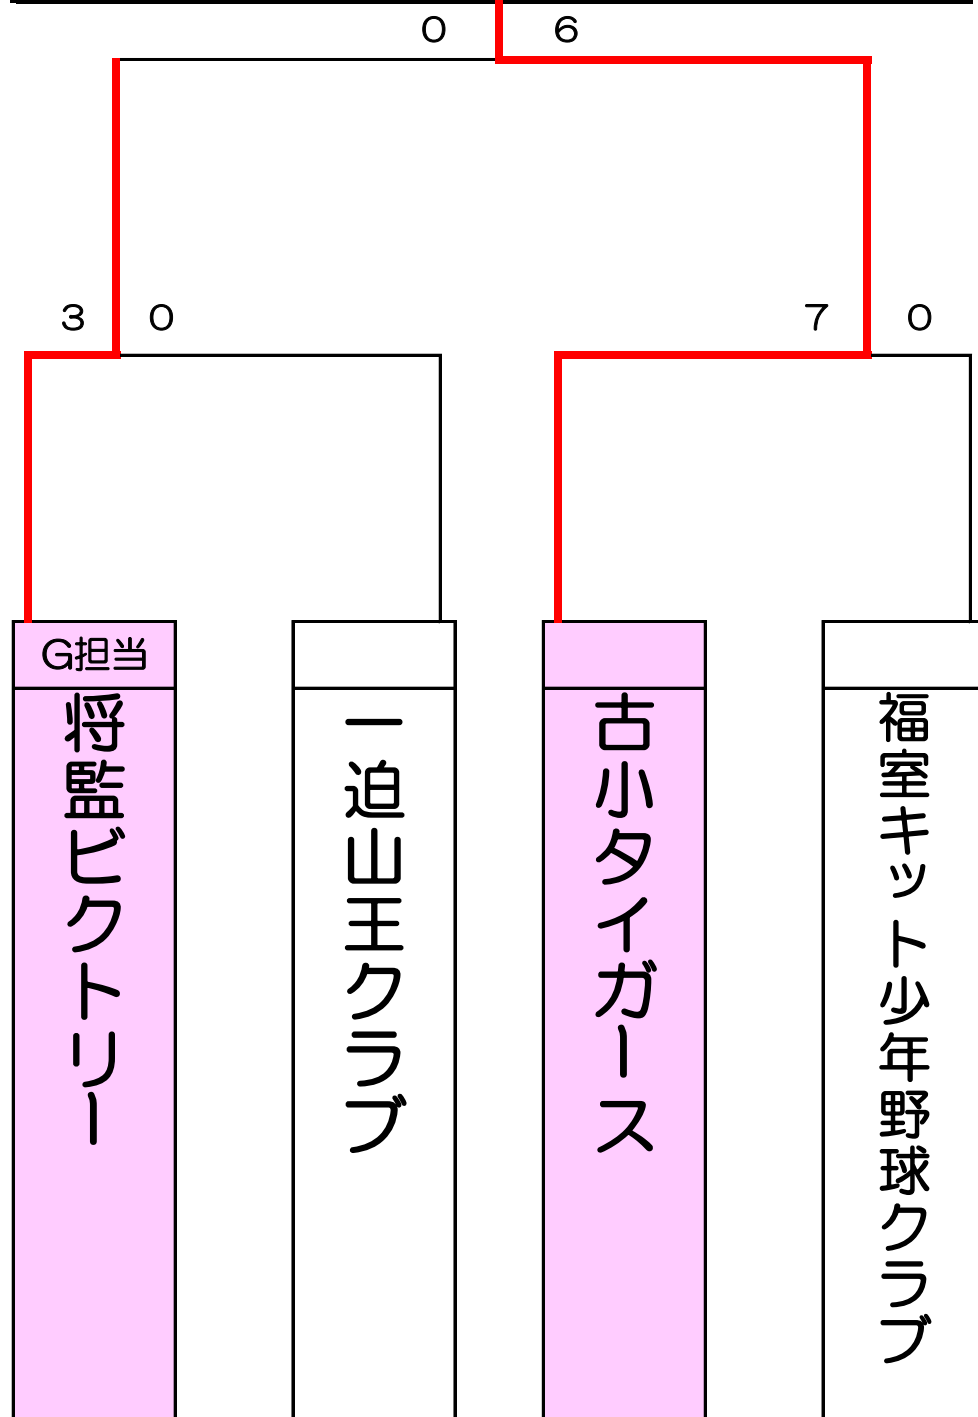 ０ ６
３ ０ ７ ０
G担当
将監ビクトリー
一迫山王クラブ
古小タイガース
福室キット少年野球クラブ